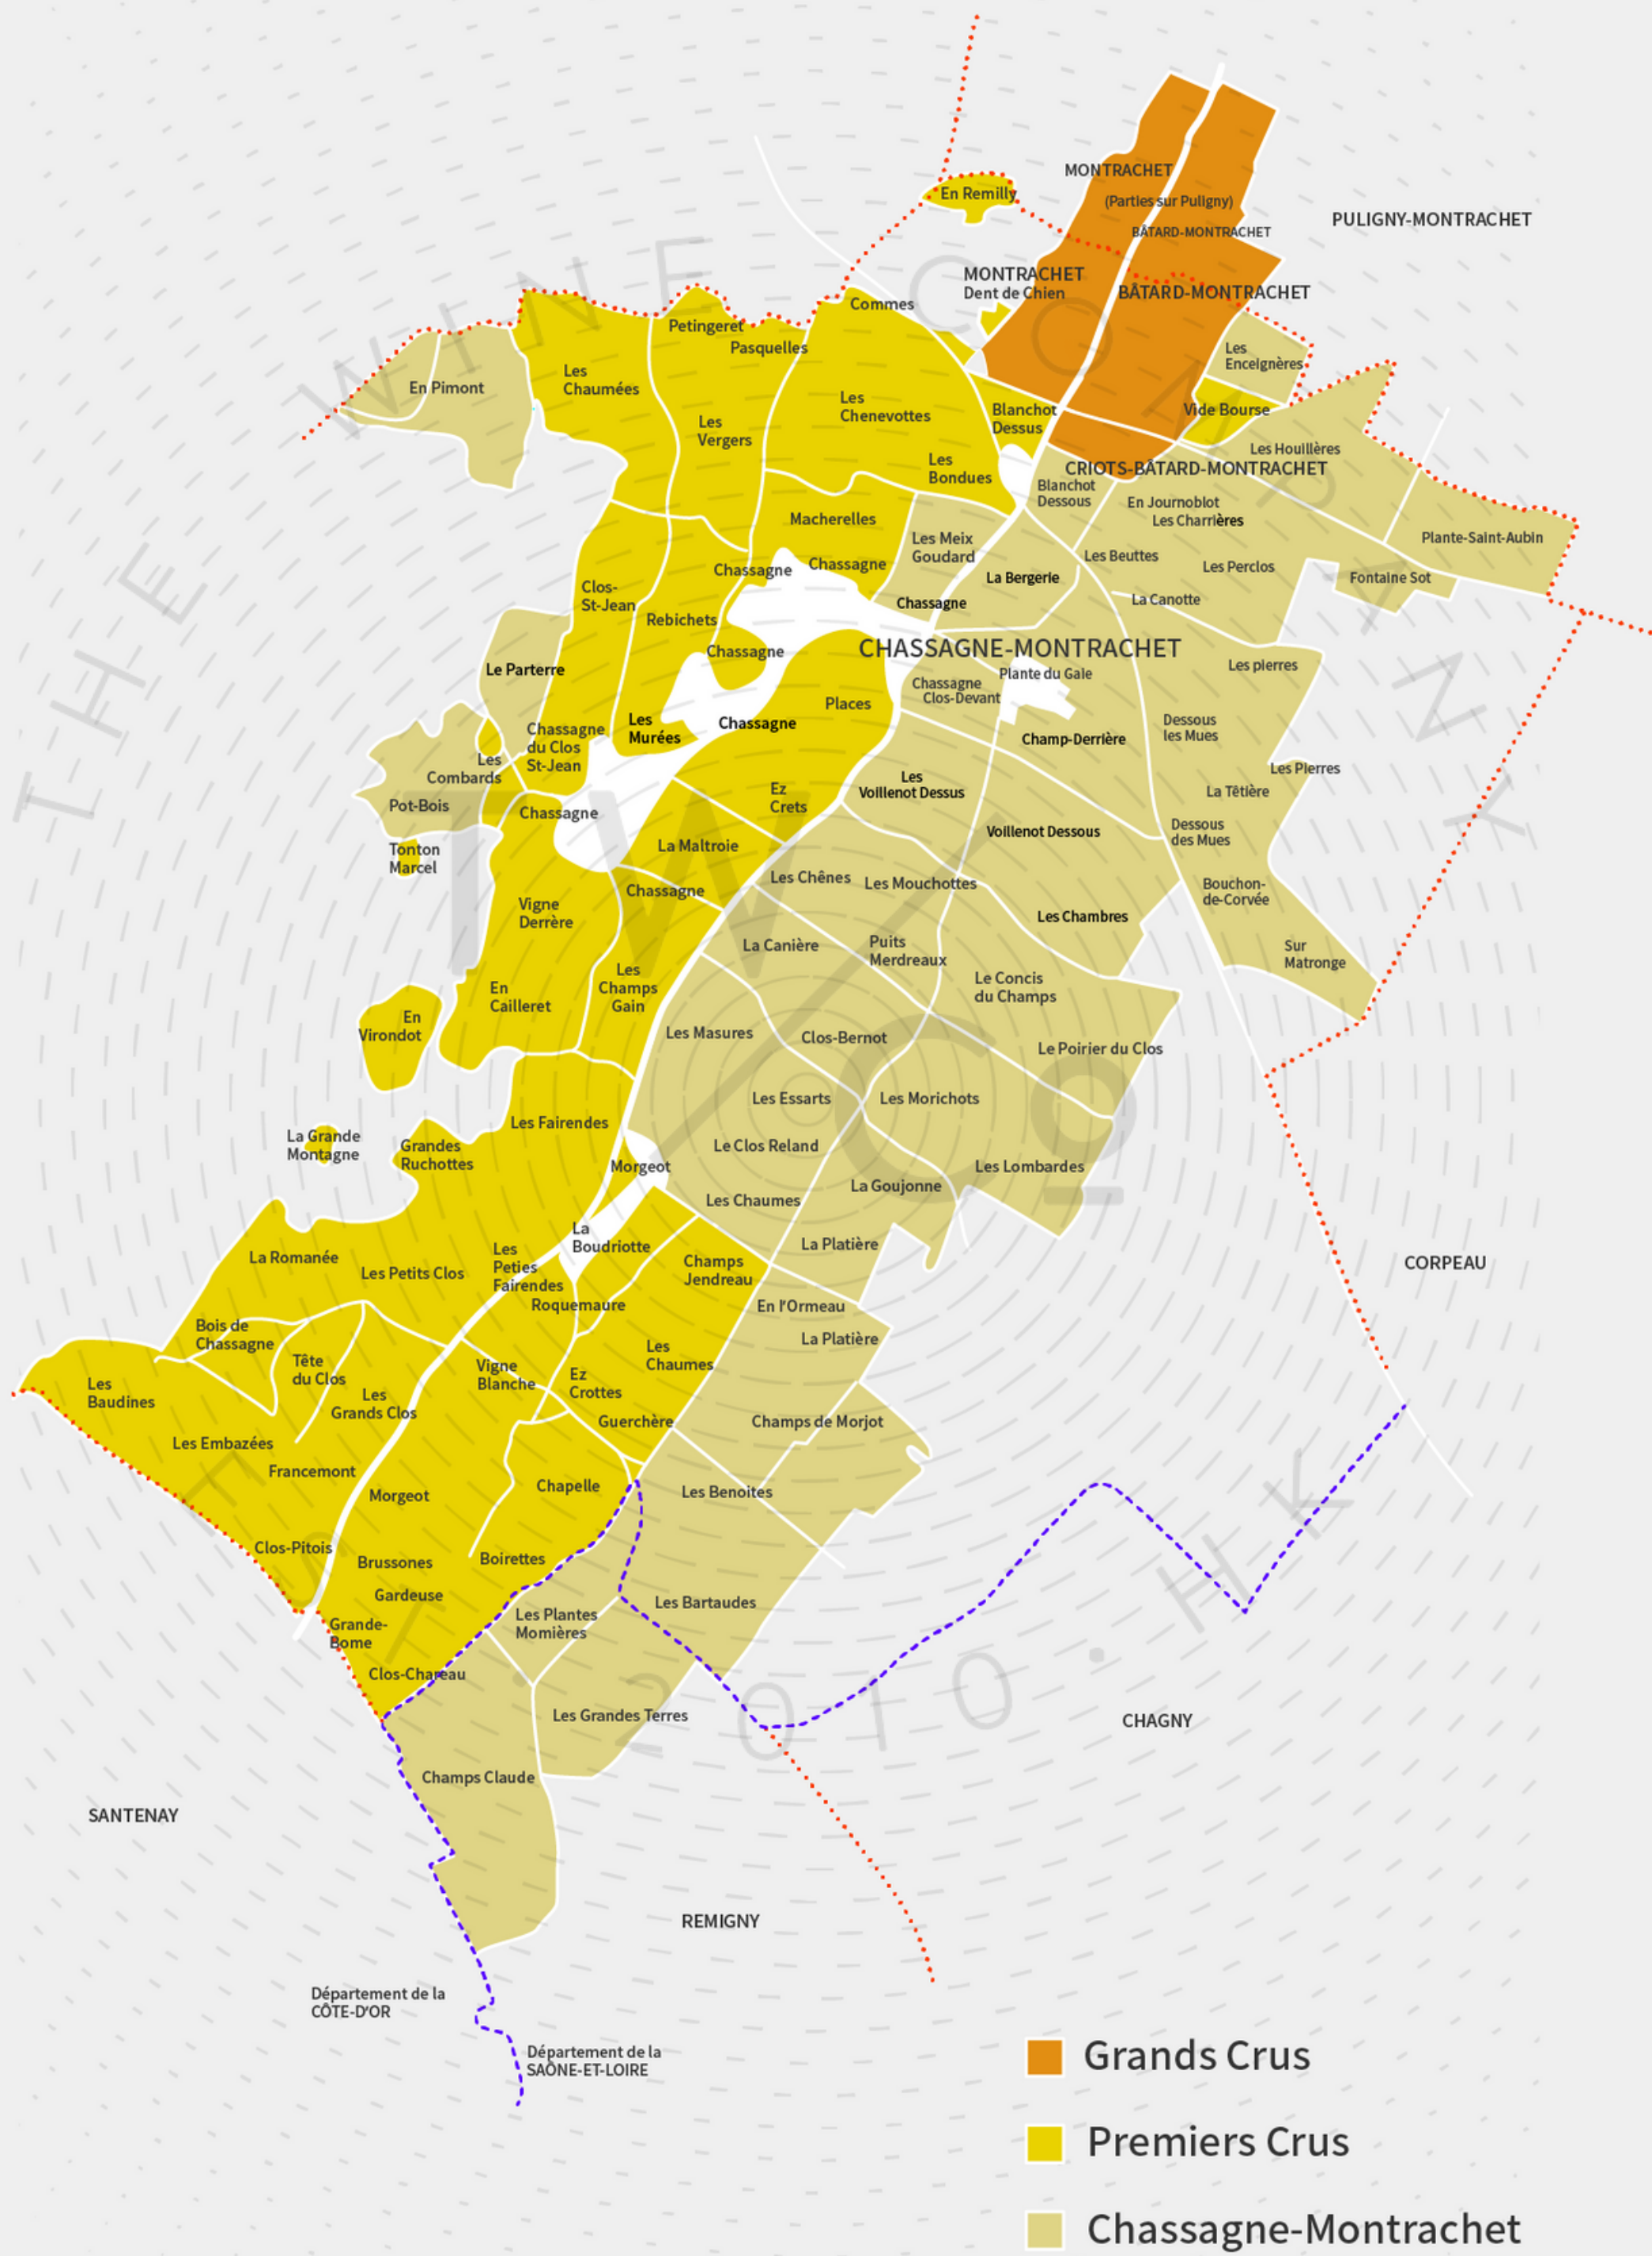 MONTRACHET
(Parties sur Puligny)
BÂTARD-MONTRACHET
PULIGNY-MONTRACHET
En Remilly
MONTRACHET
Dent de Chien
BÂTARD-MONTRACHET
Commes
Petingeret
Pasquelles
Les
Enceignères
Les
Chaumées
En Pimont
Les
Chenevottes
Blanchot
Dessus
Vide Bourse
Les
Vergers
Les Houillères
Les
Bondues
CRIOTS-BÂTARD-MONTRACHET
Blanchot
Dessous
En Journoblot
Les Charrières
Macherelles
Plante-Saint-Aubin
Les Meix
Goudard
Les Beuttes
Chassagne
Chassagne
Les Perclos
Fontaine Sot
La Bergerie
Clos-
St-Jean
Chassagne
La Canotte
Rebichets
CHASSAGNE-MONTRACHET
Chassagne
Le Parterre
Les pierres
Plante du Gaie
Chassagne
Clos-Devant
Places
Les
Murées
Chassagne
Dessous
les Mues
Chassagne
du Clos
St-Jean
Champ-Derrière
Les
Combards
Les Pierres
Les
Voillenot Dessus
La Têtière
Ez
Crets
Pot-Bois
Chassagne
Voillenot Dessous
Dessous
des Mues
La Maltroie
Tonton
Marcel
Les Chênes
Les Mouchottes
Chassagne
Bouchon-
de-Corvée
Vigne
Derrère
Les Chambres
La Canière
Puits
Merdreaux
Sur
Matronge
Les
Champs
Gain
En
Cailleret
Le Concis
du Champs
En
Virondot
Les Masures
Clos-Bernot
Le Poirier du Clos
Les Essarts
Les Morichots
Les Fairendes
La Grande
Montagne
Grandes
Ruchottes
Le Clos Reland
Morgeot
Les Lombardes
La Goujonne
Les Chaumes
La
Boudriotte
La Platière
La Romanée
Les Petits Clos
Les
Peties
Fairendes
Champs
Jendreau
CORPEAU
Roquemaure
En l'Ormeau
Bois de
Chassagne
La Platière
Les
Chaumes
Tête
du Clos
Vigne
Blanche
Ez
Crottes
Les
Baudines
Les
Grands Clos
Guerchère
Champs de Morjot
Les Embazées
Francemont
Chapelle
Les Benoites
Morgeot
Clos-Pitois
Brussones
Boirettes
Gardeuse
Les Bartaudes
Les Plantes
Momières
Grande-
Bome
Clos-Chareau
Les Grandes Terres
CHAGNY
Champs Claude
SANTENAY
REMIGNY
Département de la
CÔTE-D'OR
Département de la
SAÔNE-ET-LOIRE
Grands Crus
Premiers Crus
Chassagne-Montrachet
THE WINE COMPANY
TW
Co
EST. 2010. HK